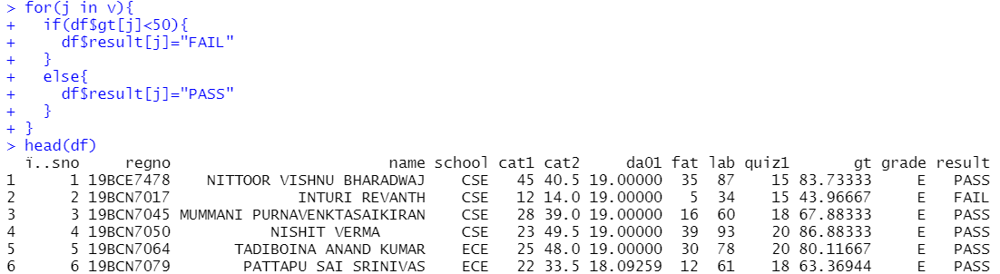 > for(j in v){
+   if(df$gt[j]<50){
+     df$result[j]="FAIL"
+   }
+   else{
+     df$result[j]="PASS"
+   }
+ }
> head(df)
  ï..sno    regno                      name school cat1 cat2     da01 fat lab quiz1       gt grade result
1      1 19BCE7478    NITTOOR VISHNU BHARADWAJ    CSE   45 40.5 19.00000  35  87    15 83.73333     E   PASS
2      2 19BCN7017              INTURI REVANTH    CSE   12 14.0 19.00000   5  34    15 43.96667     E   FAIL
3      3 19BCN7045 MUMMANI PURNAVENKTASAIKIRAN    CSE   28 39.0 19.00000  16  60    18 67.88333     E   PASS
4      4 19BCN7050           NISHIT VERMA         CSE   23 49.5 19.00000  39  93    20 86.88333     E   PASS
5      5 19BCN7064       TADIBOINA ANAND KUMAR    ECE   25 48.0 19.00000  30  78    20 80.11667     E   PASS
6      6 19BCN7079        PATTAPU SAI SRINIVAS    ECE   22 33.5 18.09259  12  61    18 63.36944     E   PASS